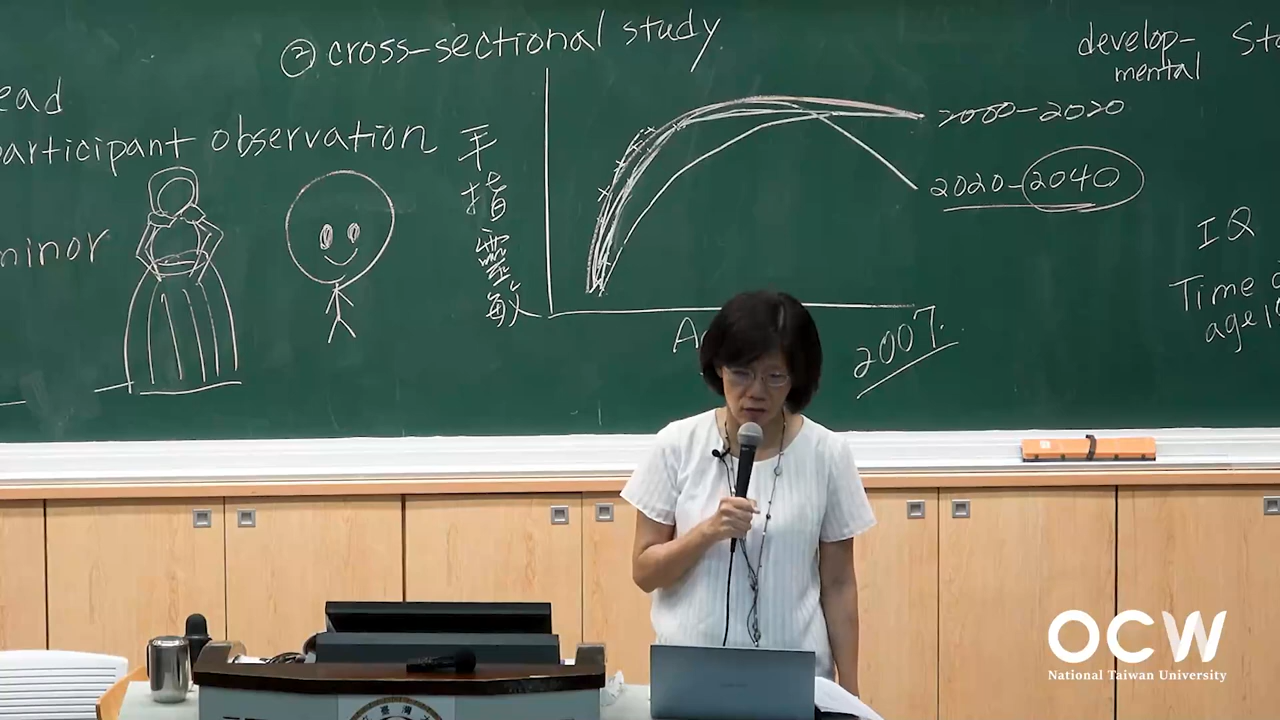 ② cross-sectional study
ead
participant observation
minor
手指靈敏
2007.
2000-2020
2020-2040
develop-
mental
IQ
Time
age
OCW
National Taiwan University